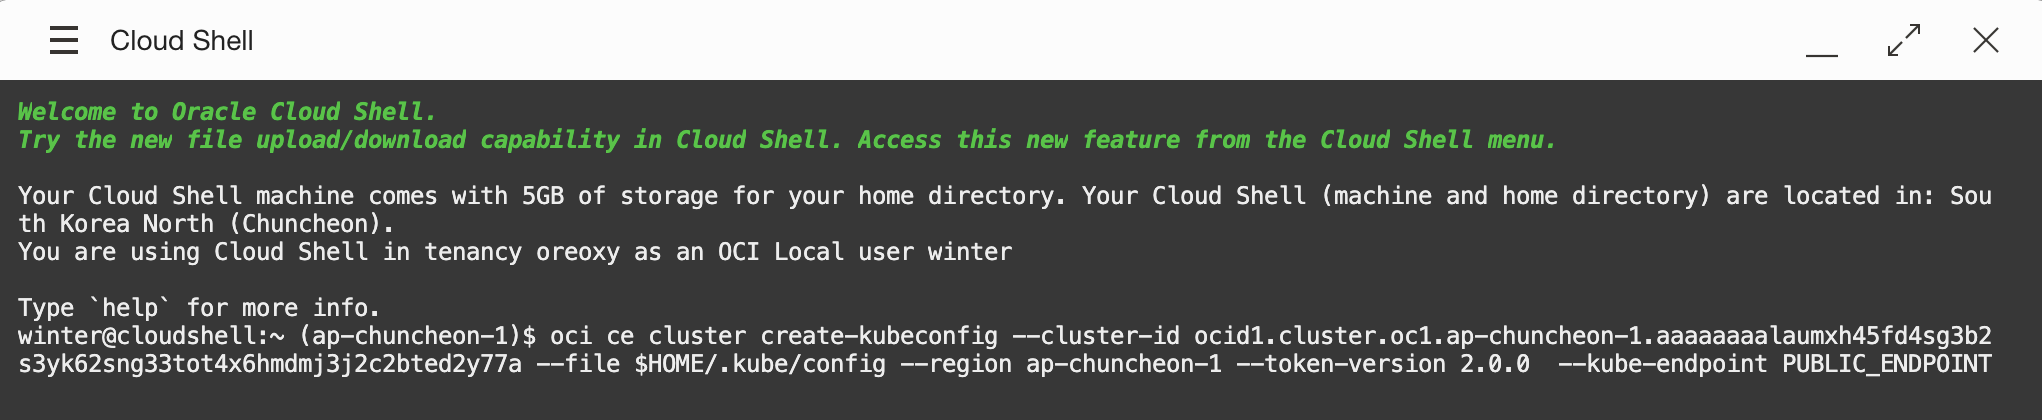 Cloud Shell
Welcome to Oracle Cloud Shell.
Try the new file upload/download capability in Cloud Shell. Access this new feature from the Cloud Shell menu.
Your Cloud Shell machine comes with 5GB of storage for your home directory. Your Cloud Shell (machine and home directory) are located in: Sou
th Korea North (Chuncheon).
You are using Cloud Shell in tenancy oreoxy as an OCI Local user winter
Type `help` for more info.
winter@cloudshell:~ (ap-chuncheon-1)$ oci ce cluster create-kubeconfig --cluster-id ocid1.cluster.oc1.ap-chuncheon-1.aaaaaaaalaumxh45fd4sg3b2
s3yk62sng33tot4x6hmdmj3j2c2bted2y77a --file $HOME/.kube/config --region ap-chuncheon-1 --token-version 2.0.0  --kube-endpoint PUBLIC_ENDPOINT